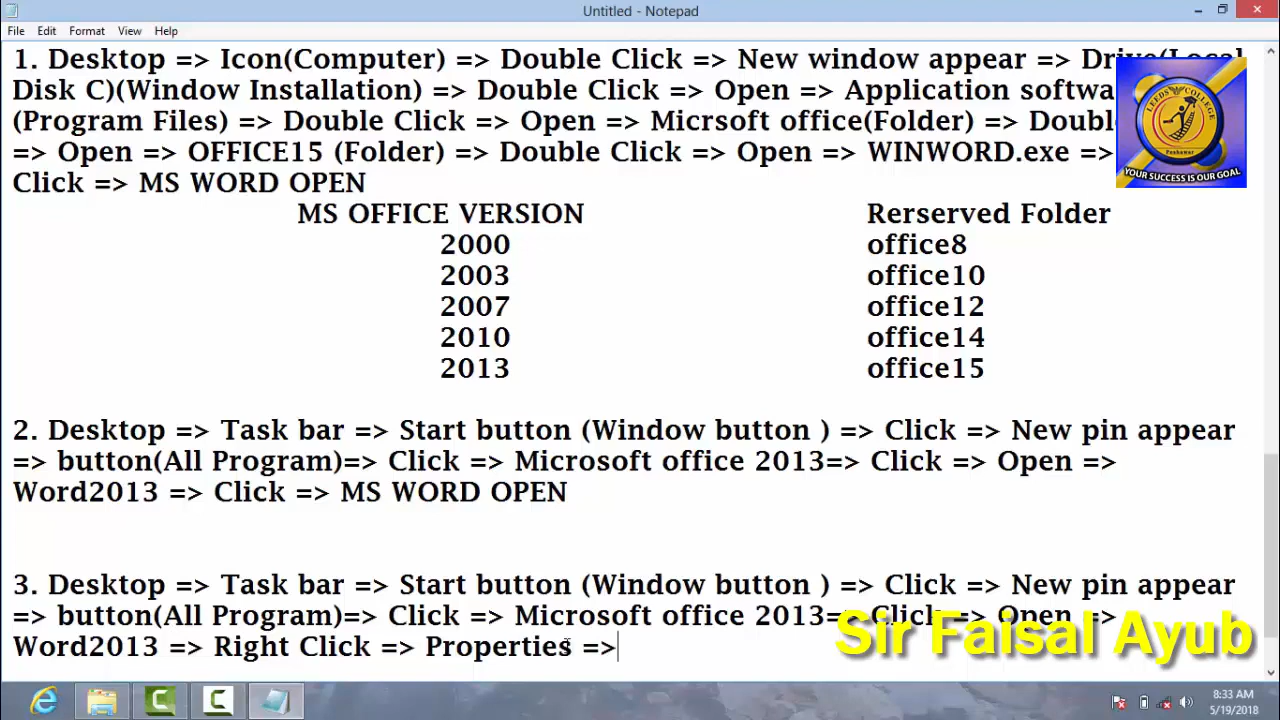 Untitled - Notepad
File Edit Format View Help
1. Desktop => Icon(Computer) => Double Click => New window appear =>
Disk C)(Window Installation) => Double Click => Open => Application
(Program Files) => Double Click => Open => Micrsoft office(Folder) =>
=> Open => OFFICE15 (Folder) => Double Click => Open => WINWORD.exe =>
Click => MS WORD OPEN
LEEDS COLLEGE
Peshawar
YOUR SUCCESS IS OUR GOAL
MS OFFICE VERSION Rerserved Folder
2000 office8
2003 office10
2007 office12
2010 office14
2013 office15
2. Desktop => Task bar => Start button (Window button ) => Click => New pin appear
=> button(All Program)=> Click => Microsoft office 2013=> Click => Open =>
Word2013 => Click => MS WORD OPEN
3. Desktop => Task bar => Start button (Window button ) => Click => New pin appear
=> button(All Program)=> Click => Microsoft office 2013=> Click => Open =>
Word2013 => Right Click => Properties =>
Sir Faisal Ayub
8:33 AM
5/19/2018